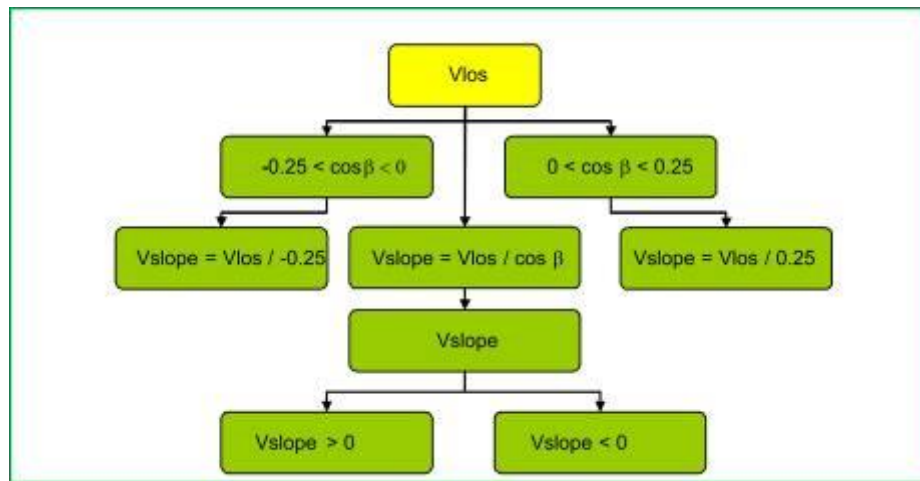 Vlos
-0.25 < cosβ < 0
0 < cos β < 0.25
Vslope = Vlos / -0.25
Vslope = Vlos / cos β
Vslope = Vlos / 0.25
Vslope
Vslope > 0
Vslope < 0